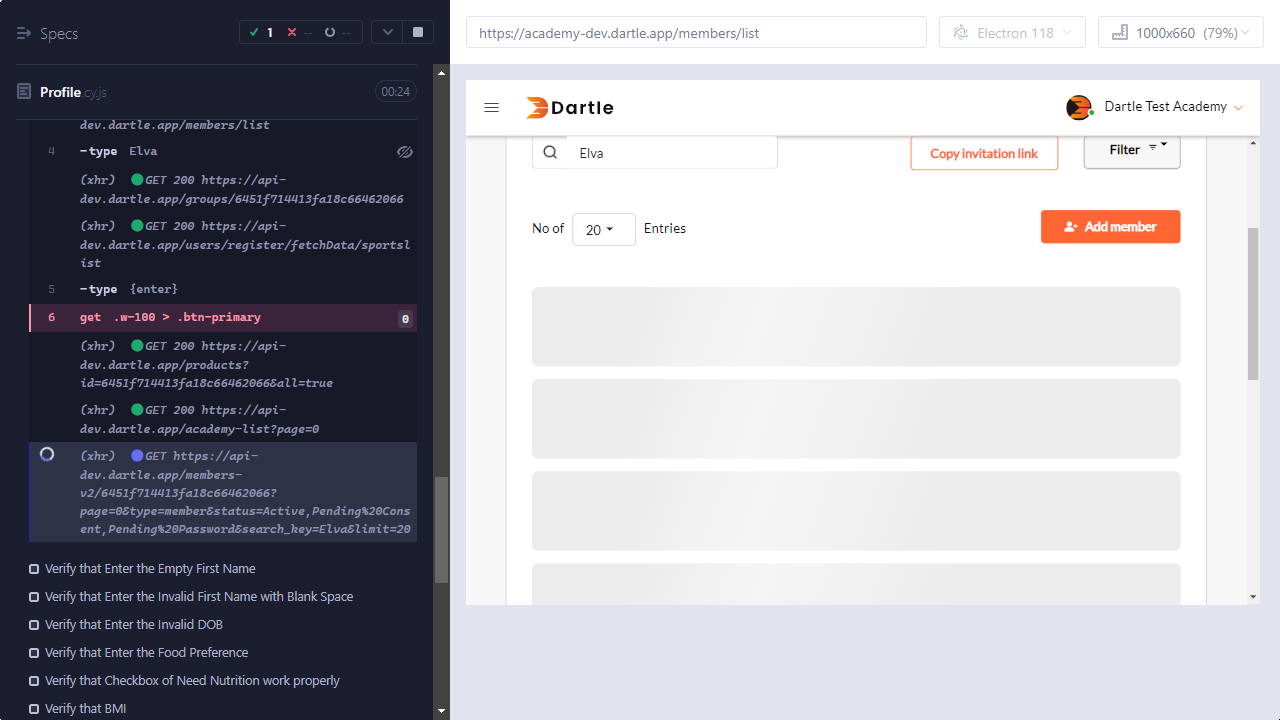 Specs
1
--
--
https://academy-dev.dartle.app/members/list
Electron 118
1000x660 (79%)
Profile.cy.js
00:24
dev.dartle.app/members/list
4 -type Elva
(xhr) GET 200 https://api-
dev.dartle.app/groups/6451f714413fa18c66462066
(xhr) GET 200 https://api-
dev.dartle.app/users/register/fetchData/sportsl
ist
5 -type {enter}
6 get .w-100 > .btn-primary 0
(xhr) GET 200 https://api-
dev.dartle.app/products?
id=6451f714413fa18c66462066&all=true
(xhr) GET 200 https://api-
dev.dartle.app/academy-list?page=0
(xhr) GET https://api-
dev.dartle.app/members-
v2/6451f714413fa18c66462066?
page=0&type=member&status=Active,Pending%20Cons
ent,Pending%20Password&search_key=Elva&limit=20
Verify that Enter the Empty First Name
Verify that Enter the Invalid First Name with Blank Space
Verify that Enter the Invalid DOB
Verify that Enter the Food Preference
Verify that Checkbox of Need Nutrition work properly
Verify that BMI
Dartle
Dartle Test Academy
Elva
Copy invitation link
Filter
No of 20 Entries
Add member